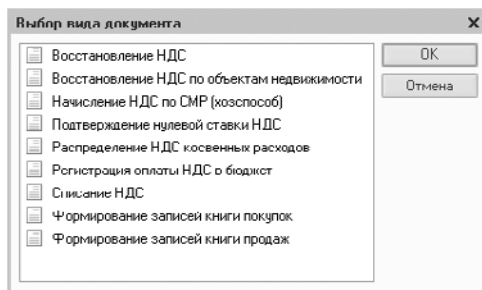 Выбор вида документа
Восстановление НДС
Восстановление НДС по объектам недвижимости
Начисление НДС по СМР (хозспособ)
Подтверждение нулевой ставки НДС
Распределение НДС косвенных расходов
Регистрация оплаты НДС в бюджет
Списание НДС
Формирование записей книги покупок
Формирование записей книги продаж
OK
Отмена